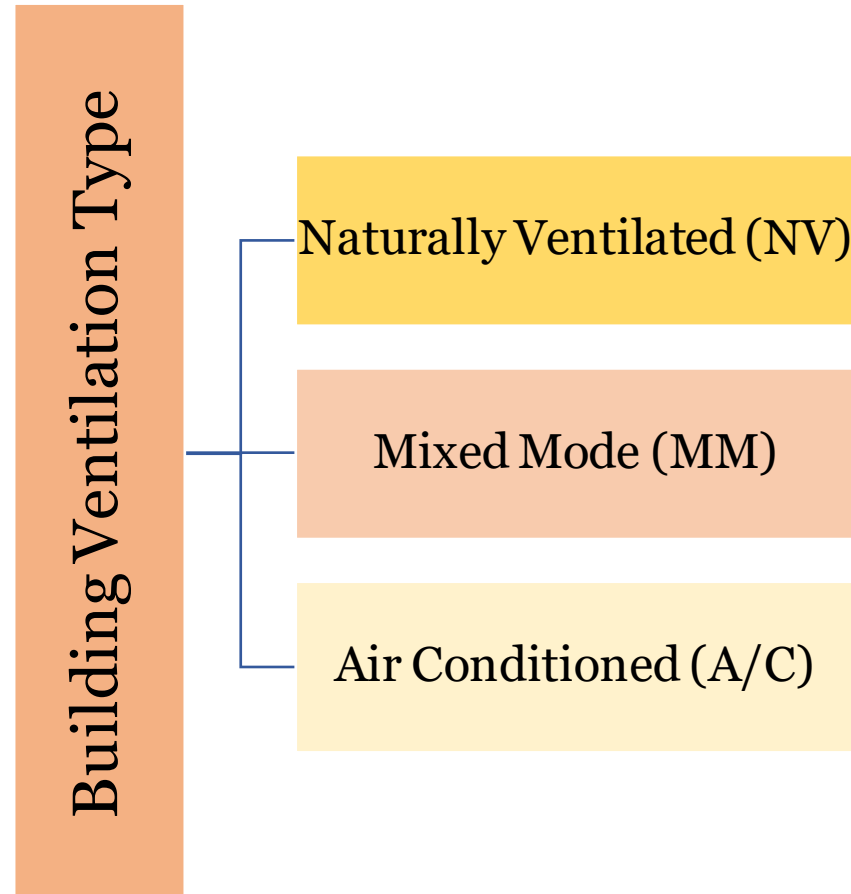 Building Ventilation Type
Naturally Ventilated (NV)
Mixed Mode (MM)
Air Conditioned (A/C)